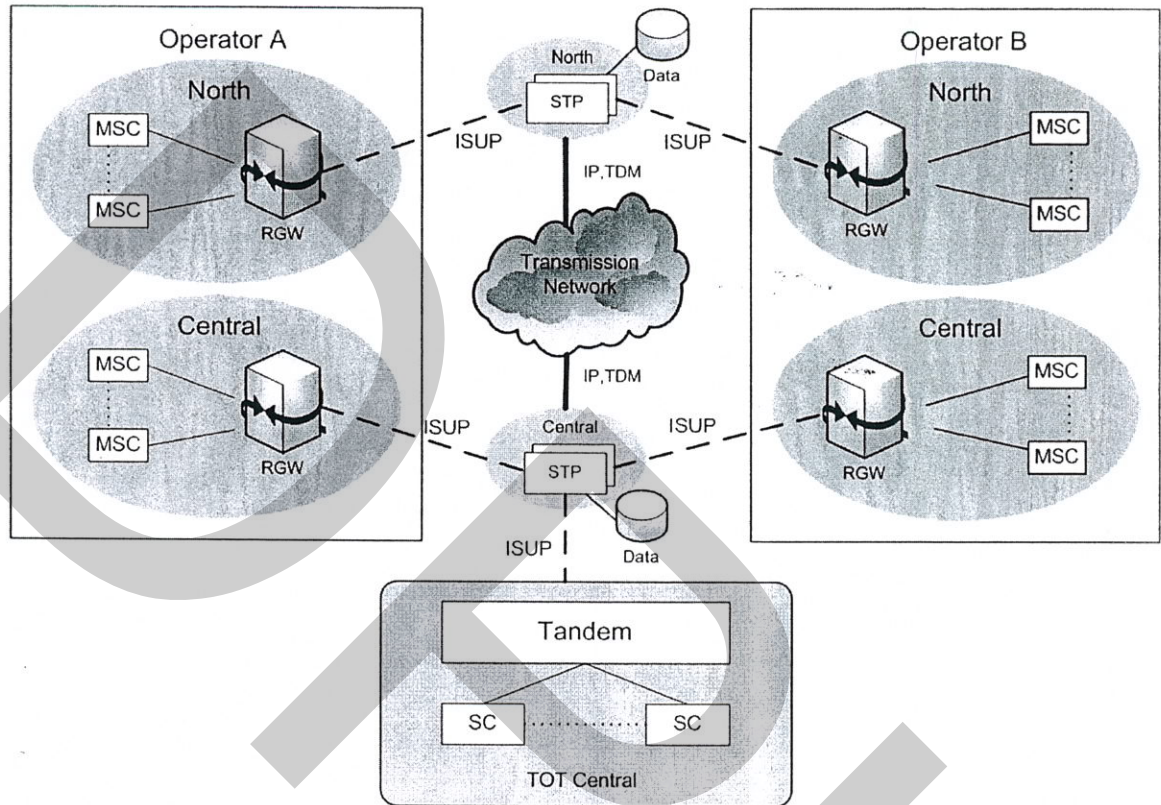 Operator A
North
MSC
MSC
RGW
ISUP
Central
MSC
MSC
RGW
ISUP
North
STP
Data
IP,TDM
Transmission
Network
IP,TDM
Central
STP
Data
ISUP
Operator B
North
MSC
MSC
RGW
ISUP
Central
MSC
MSC
RGW
ISUP
Tandem
SC
SC
TOT Central